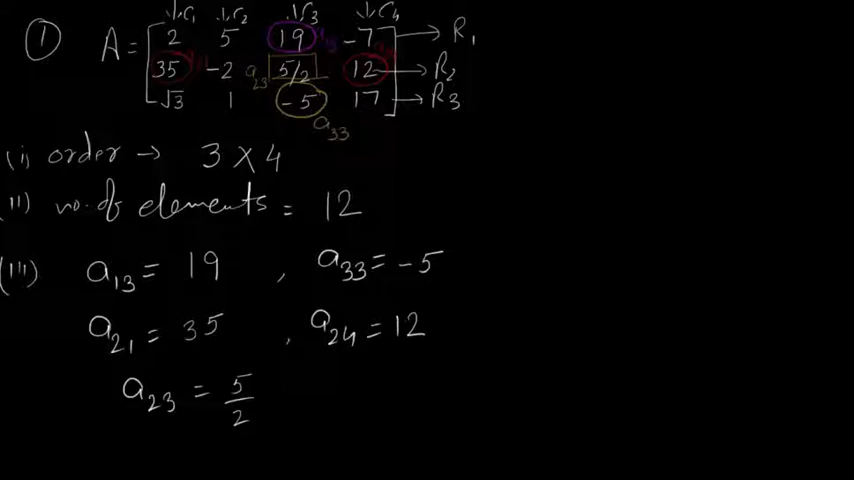 ↓C₁ ↓C₂ ↓C₃ ↓C₄
① A = [ 2 5 19 a₁₃ -7 ] → R₁
35 -2 a₂₃ 5/2 12 → R₂
√3 1 -5 17 → R₃
a₃₃
(i) order → 3 × 4
(ii) no. of elements = 12
(iii) a₁₃ = 19 , a₃₃ = -5
a₂₁ = 35 , a₂₄ = 12
a₂₃ = 5/2